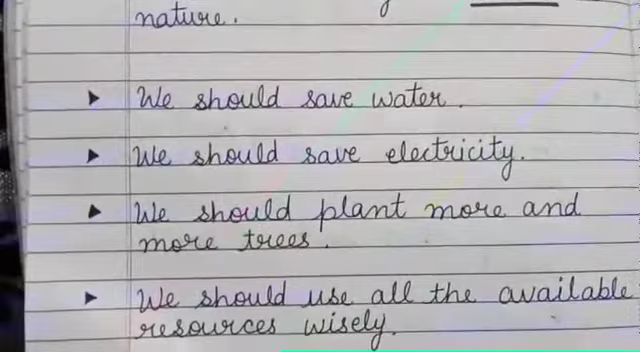 nature.
➤ We should save water.
➤ We should save electricity.
➤ We should plant more and
more trees.
➤ We should use all the available
resources wisely.